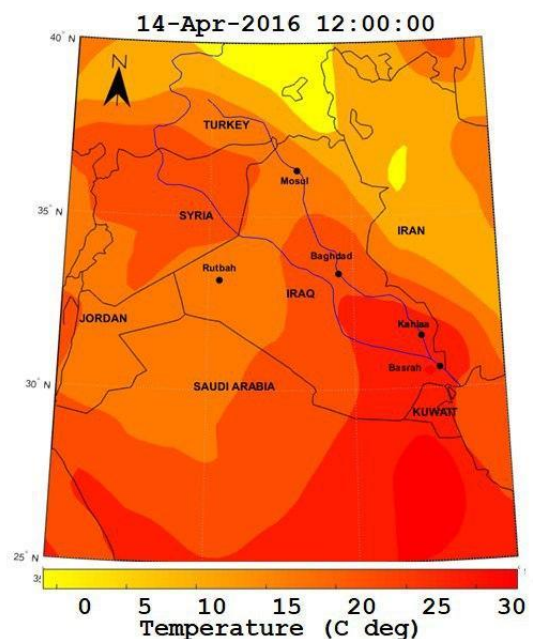 14-Apr-2016 12:00:00
40° N
N
TURKEY
Mosul
35° N
SYRIA
IRAN
Baghdad
Rutbah
IRAQ
JORDAN
Kahlaa
Basrah
30° N
SAUDI ARABIA
KUWAIT
25° N
0 5 10 15 20 25 30
Temperature (C deg)